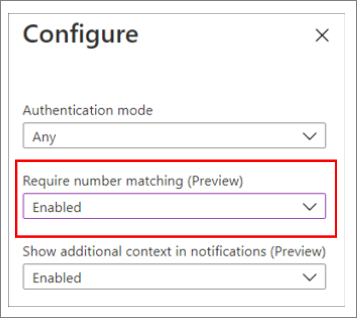 Configure
Authentication mode
Any
Require number matching (Preview)
Enabled
Show additional context in notifications (Preview)
Enabled